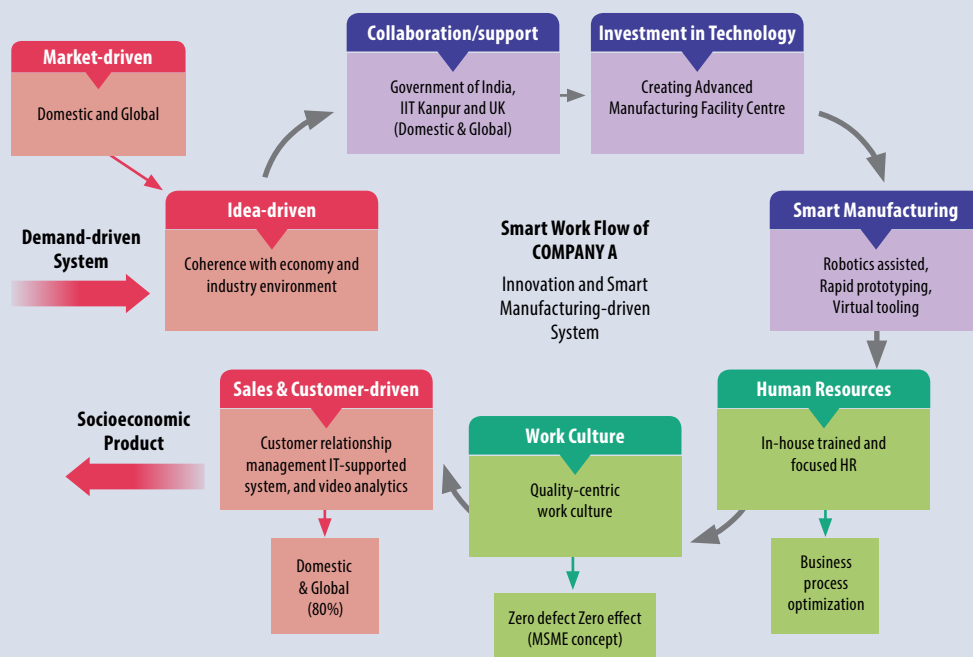 Market-driven
Domestic and Global
Collaboration/support
Government of India,
IIT Kanpur and UK
(Domestic & Global)
Investment in Technology
Creating Advanced
Manufacturing Facility Centre
Demand-driven
System
Idea-driven
Coherence with economy and
industry environment
Smart Work Flow of
COMPANY A
Innovation and Smart
Manufacturing-driven
System
Smart Manufacturing
Robotics assisted,
Rapid prototyping,
Virtual tooling
Human Resources
In-house trained and
focused HR
Business
process
optimization
Work Culture
Quality-centric
work culture
Zero defect Zero effect
(MSME concept)
Sales & Customer-driven
Customer relationship
management IT-supported
system, and video analytics
Domestic
& Global
(80%)
Socioeconomic
Product